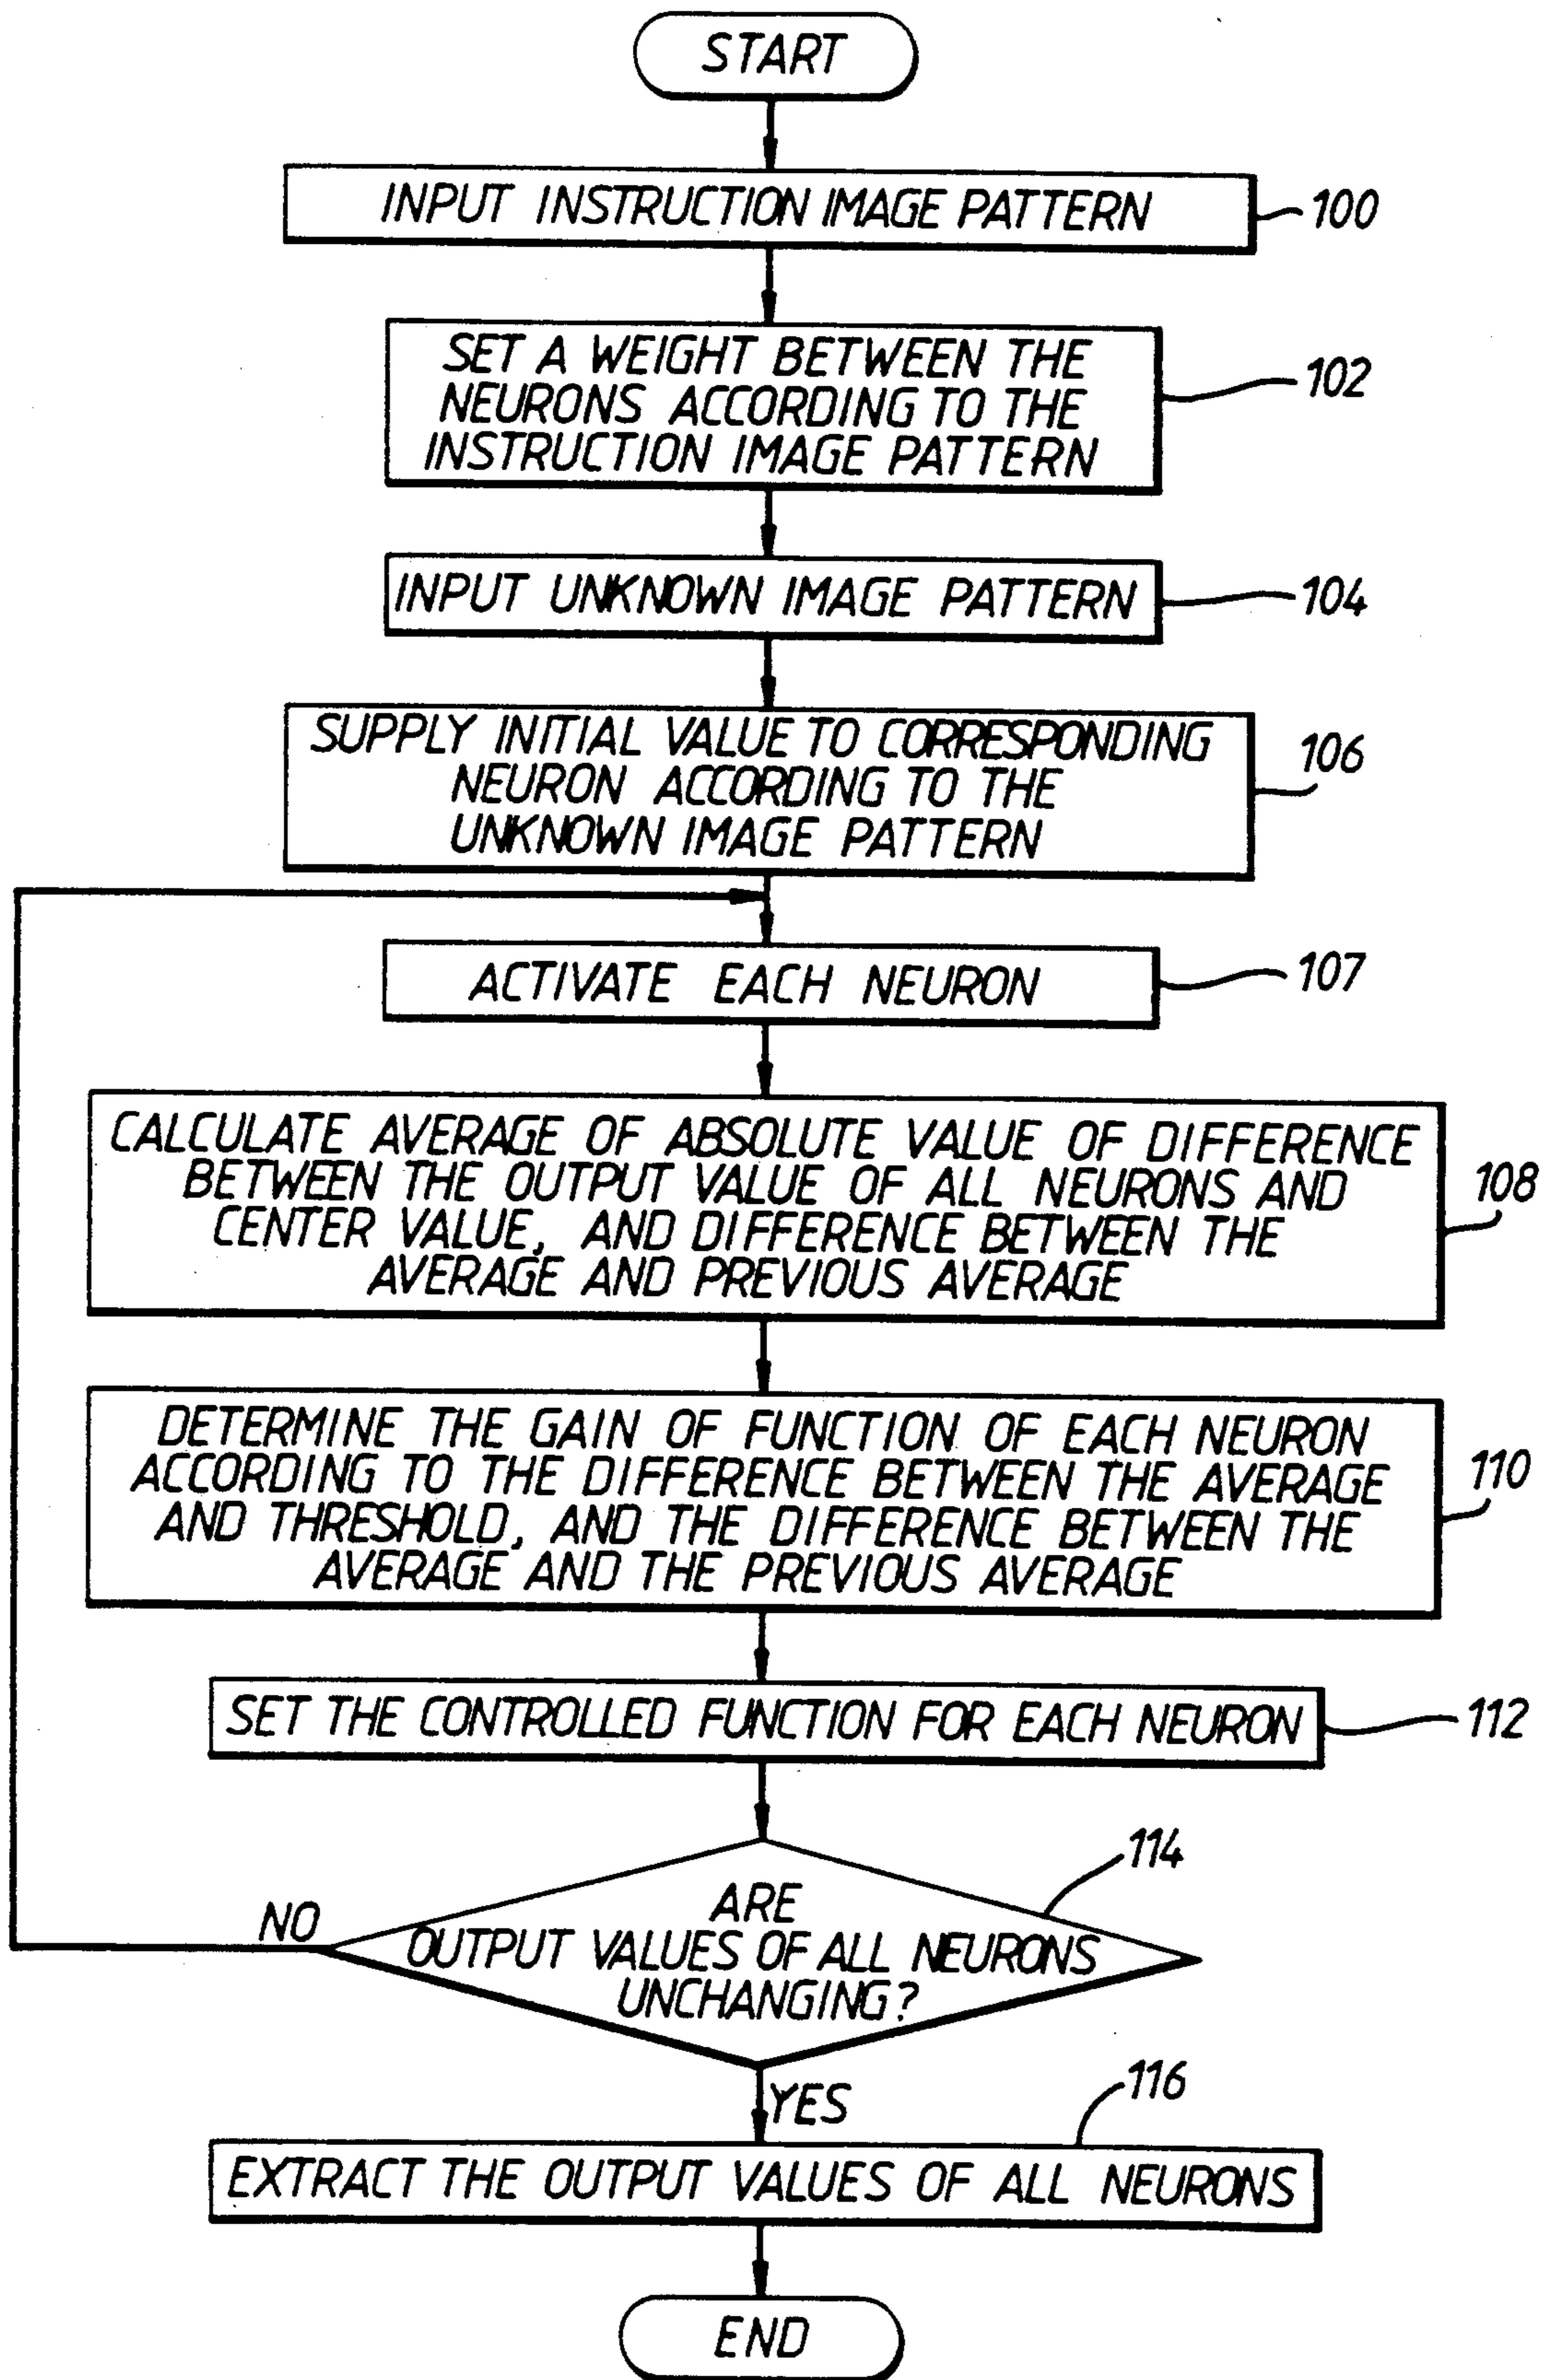 START
INPUT INSTRUCTION IMAGE PATTERN
100
SET A WEIGHT BETWEEN THE
NEURONS ACCORDING TO THE
INSTRUCTION IMAGE PATTERN
102
INPUT UNKNOWN IMAGE PATTERN
104
SUPPLY INITIAL VALUE TO CORRESPONDING
NEURON ACCORDING TO THE
UNKNOWN IMAGE PATTERN
106
ACTIVATE EACH NEURON
107
CALCULATE AVERAGE OF ABSOLUTE VALUE OF DIFFERENCE
BETWEEN THE OUTPUT VALUE OF ALL NEURONS AND
CENTER VALUE, AND DIFFERENCE BETWEEN THE
AVERAGE AND PREVIOUS AVERAGE
108
DETERMINE THE GAIN OF FUNCTION OF EACH NEURON
ACCORDING TO THE DIFFERENCE BETWEEN THE AVERAGE
AND THRESHOLD, AND THE DIFFERENCE BETWEEN THE
AVERAGE AND THE PREVIOUS AVERAGE
110
SET THE CONTROLLED FUNCTION FOR EACH NEURON
112
114
ARE
OUTPUT VALUES OF ALL NEURONS
UNCHANGING?
NO
YES
116
EXTRACT THE OUTPUT VALUES OF ALL NEURONS
END